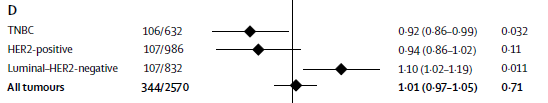 D
TNBC 106/632 0·92 (0·86–0·99) 0·032
HER2-positive 107/986 0·94 (0·86–1·02) 0·11
Luminal–HER2-negative 107/832 1·10 (1·02–1·19) 0·011
All tumours 344/2570 1·01 (0·97–1·05) 0·71